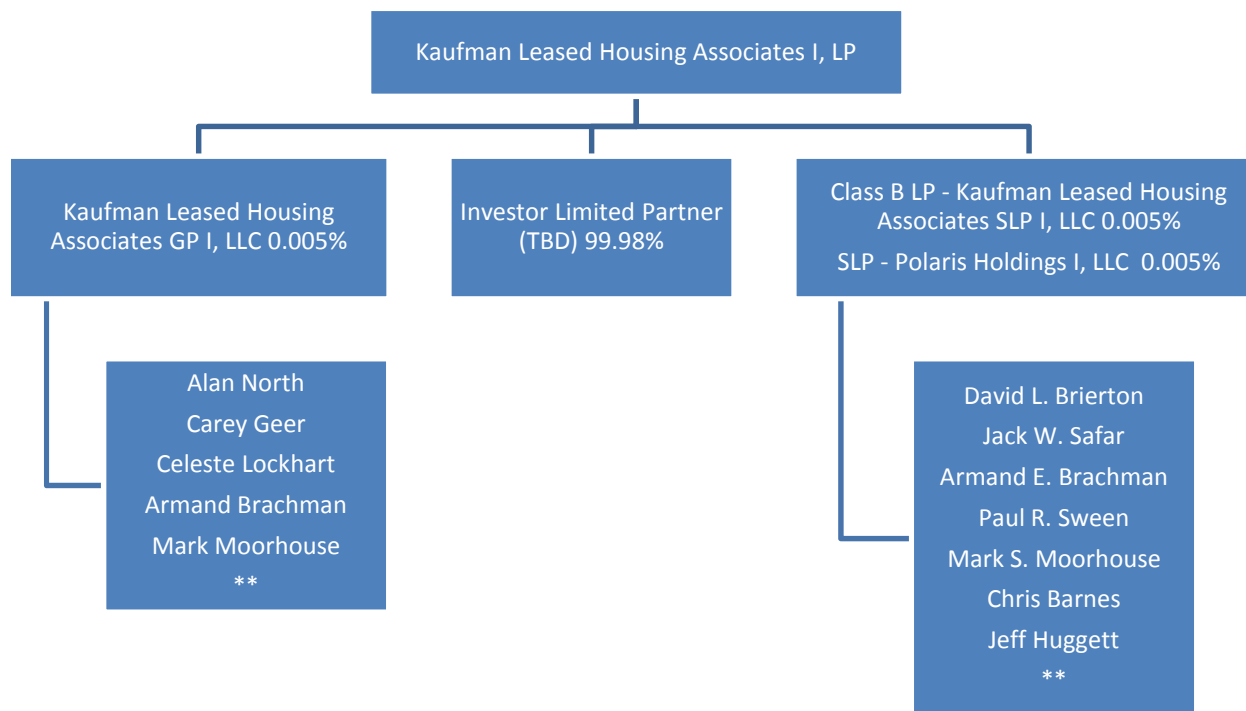 Kaufman Leased Housing Associates I, LP
Kaufman Leased Housing
Associates GP I, LLC 0.005%
Investor Limited Partner
(TBD) 99.98%
Class B LP - Kaufman Leased Housing
Associates SLP I, LLC 0.005%
SLP - Polaris Holdings I, LLC 0.005%
Alan North
Carey Geer
Celeste Lockhart
Armand Brachman
Mark Moorhouse
**
David L. Brierton
Jack W. Safar
Armand E. Brachman
Paul R. Sween
Mark S. Moorhouse
Chris Barnes
Jeff Huggett
**